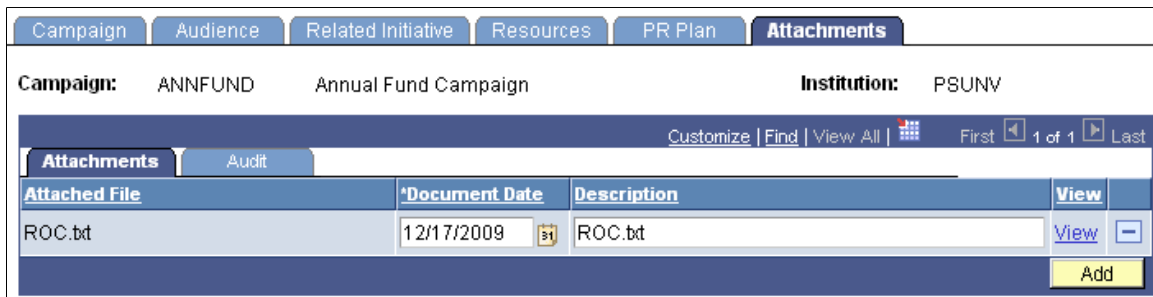 Campaign Audience Related Initiative Resources PR Plan Attachments
Campaign: ANNFUND Annual Fund Campaign Institution: PSUNV
Customize | Find | View All | First 1 of 1 Last
Attachments Audit
Attached File *Document Date Description View
ROC.txt 12/17/2009 31 ROC.txt View
Add